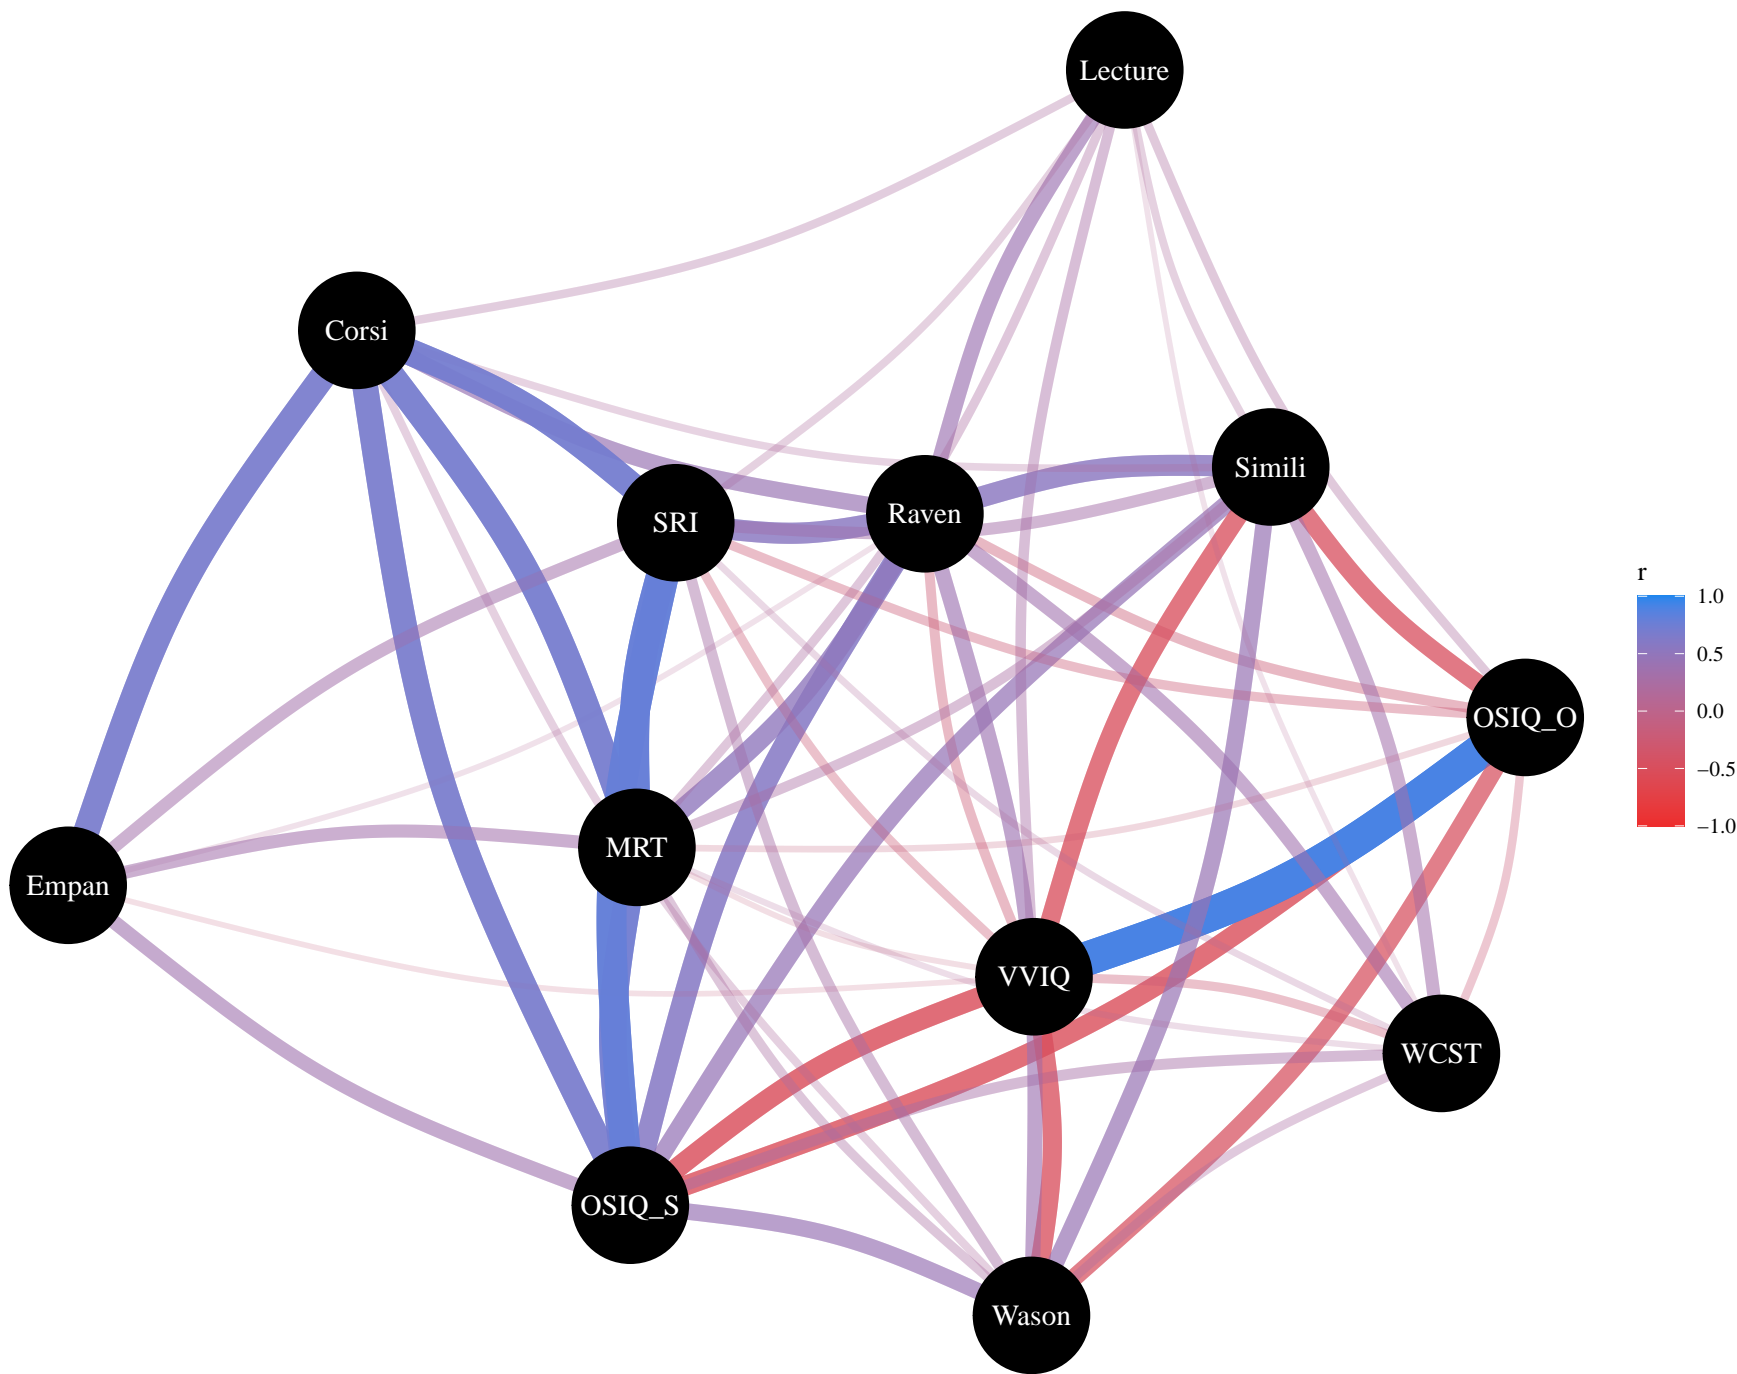 Lecture
Corsi
Simili
SRI
Raven
r
1.0
0.5
0.0
−0.5
−1.0
OSIQ_O
MRT
Empan
VVIQ
WCST
OSIQ_S
Wason